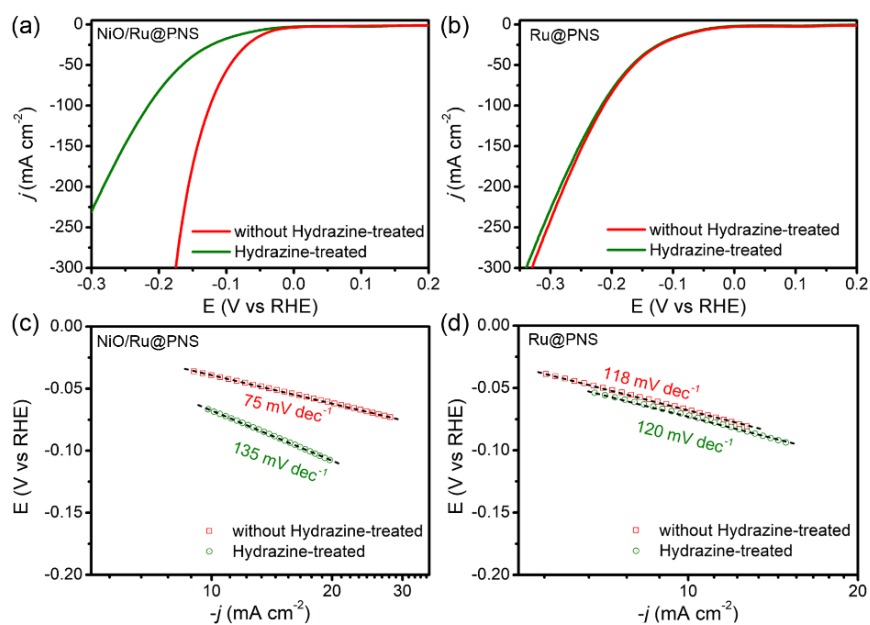 (a)
NiO/Ru@PNS
0
-50
-100
-150
-200
-250
-300
j (mA cm⁻²)
without Hydrazine-treated
Hydrazine-treated
-0.3 -0.2 -0.1 0.0 0.1 0.2
E (V vs RHE)
(b)
Ru@PNS
0
-50
-100
-150
-200
-250
-300
j (mA cm⁻²)
without Hydrazine-treated
Hydrazine-treated
-0.3 -0.2 -0.1 0.0 0.1 0.2
E (V vs RHE)
(c)
NiO/Ru@PNS
0.00
-0.05
-0.10
-0.15
-0.20
E (V vs RHE)
75 mV dec⁻¹
135 mV dec⁻¹
without Hydrazine-treated
Hydrazine-treated
10 20 30
-j (mA cm⁻²)
(d)
Ru@PNS
0.00
-0.05
-0.10
-0.15
-0.20
E (V vs RHE)
118 mV dec⁻¹
120 mV dec⁻¹
without Hydrazine-treated
Hydrazine-treated
10 20
-j (mA cm⁻²)